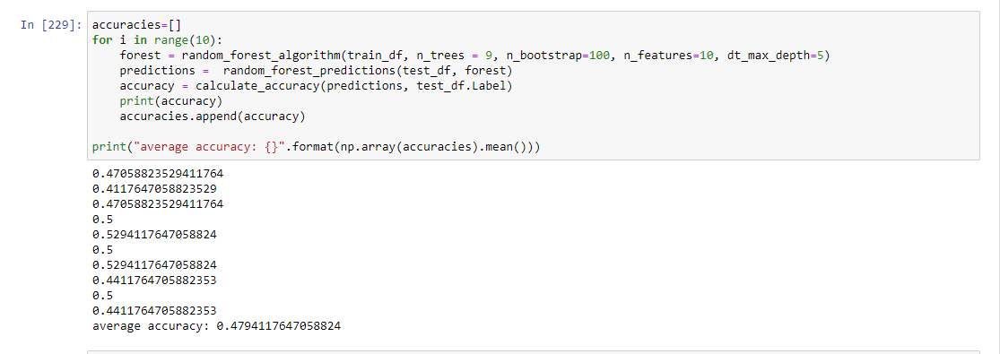 In [229]: accuracies=[]
for i in range(10):
    forest = random_forest_algorithm(train_df, n_trees = 9, n_bootstrap=100, n_features=10, dt_max_depth=5)
    predictions =  random_forest_predictions(test_df, forest)
    accuracy = calculate_accuracy(predictions, test_df.Label)
    print(accuracy)
    accuracies.append(accuracy)

print("average accuracy: {}".format(np.array(accuracies).mean()))
0.47058823529411764
0.4117647058823529
0.47058823529411764
0.5
0.5294117647058824
0.5
0.5294117647058824
0.4411764705882353
0.5
0.4411764705882353
average accuracy: 0.4794117647058824